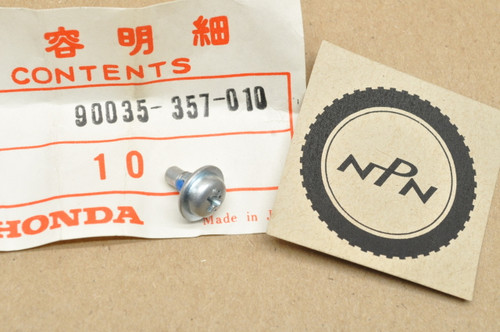 容明細
CONTENTS
90035-357-010
10
HONDA
Made in J
NPN